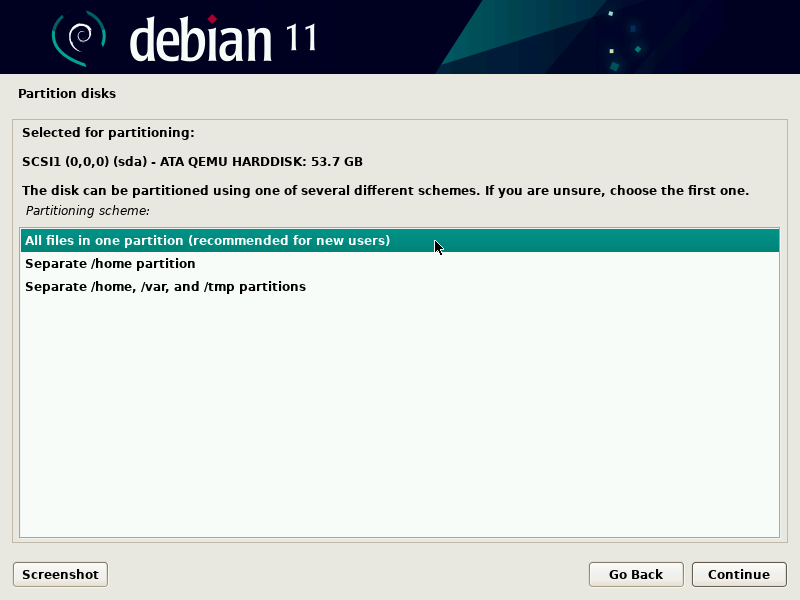 debian 11
Partition disks
Selected for partitioning:
SCSI1 (0,0,0) (sda) - ATA QEMU HARDDISK: 53.7 GB
The disk can be partitioned using one of several different schemes. If you are unsure, choose the first one.
Partitioning scheme:
All files in one partition (recommended for new users)
Separate /home partition
Separate /home, /var, and /tmp partitions
Screenshot
Go Back
Continue